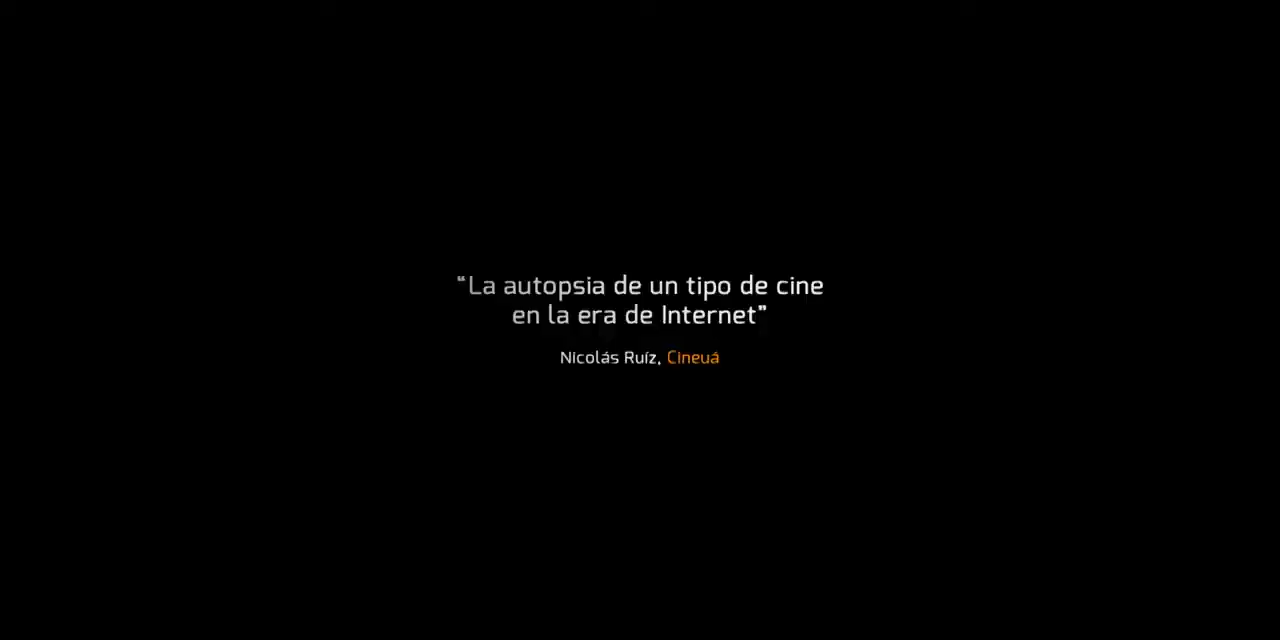 “La autopsia de un tipo de cine
en la era de Internet”
Nicolás Ruíz, Cineuá